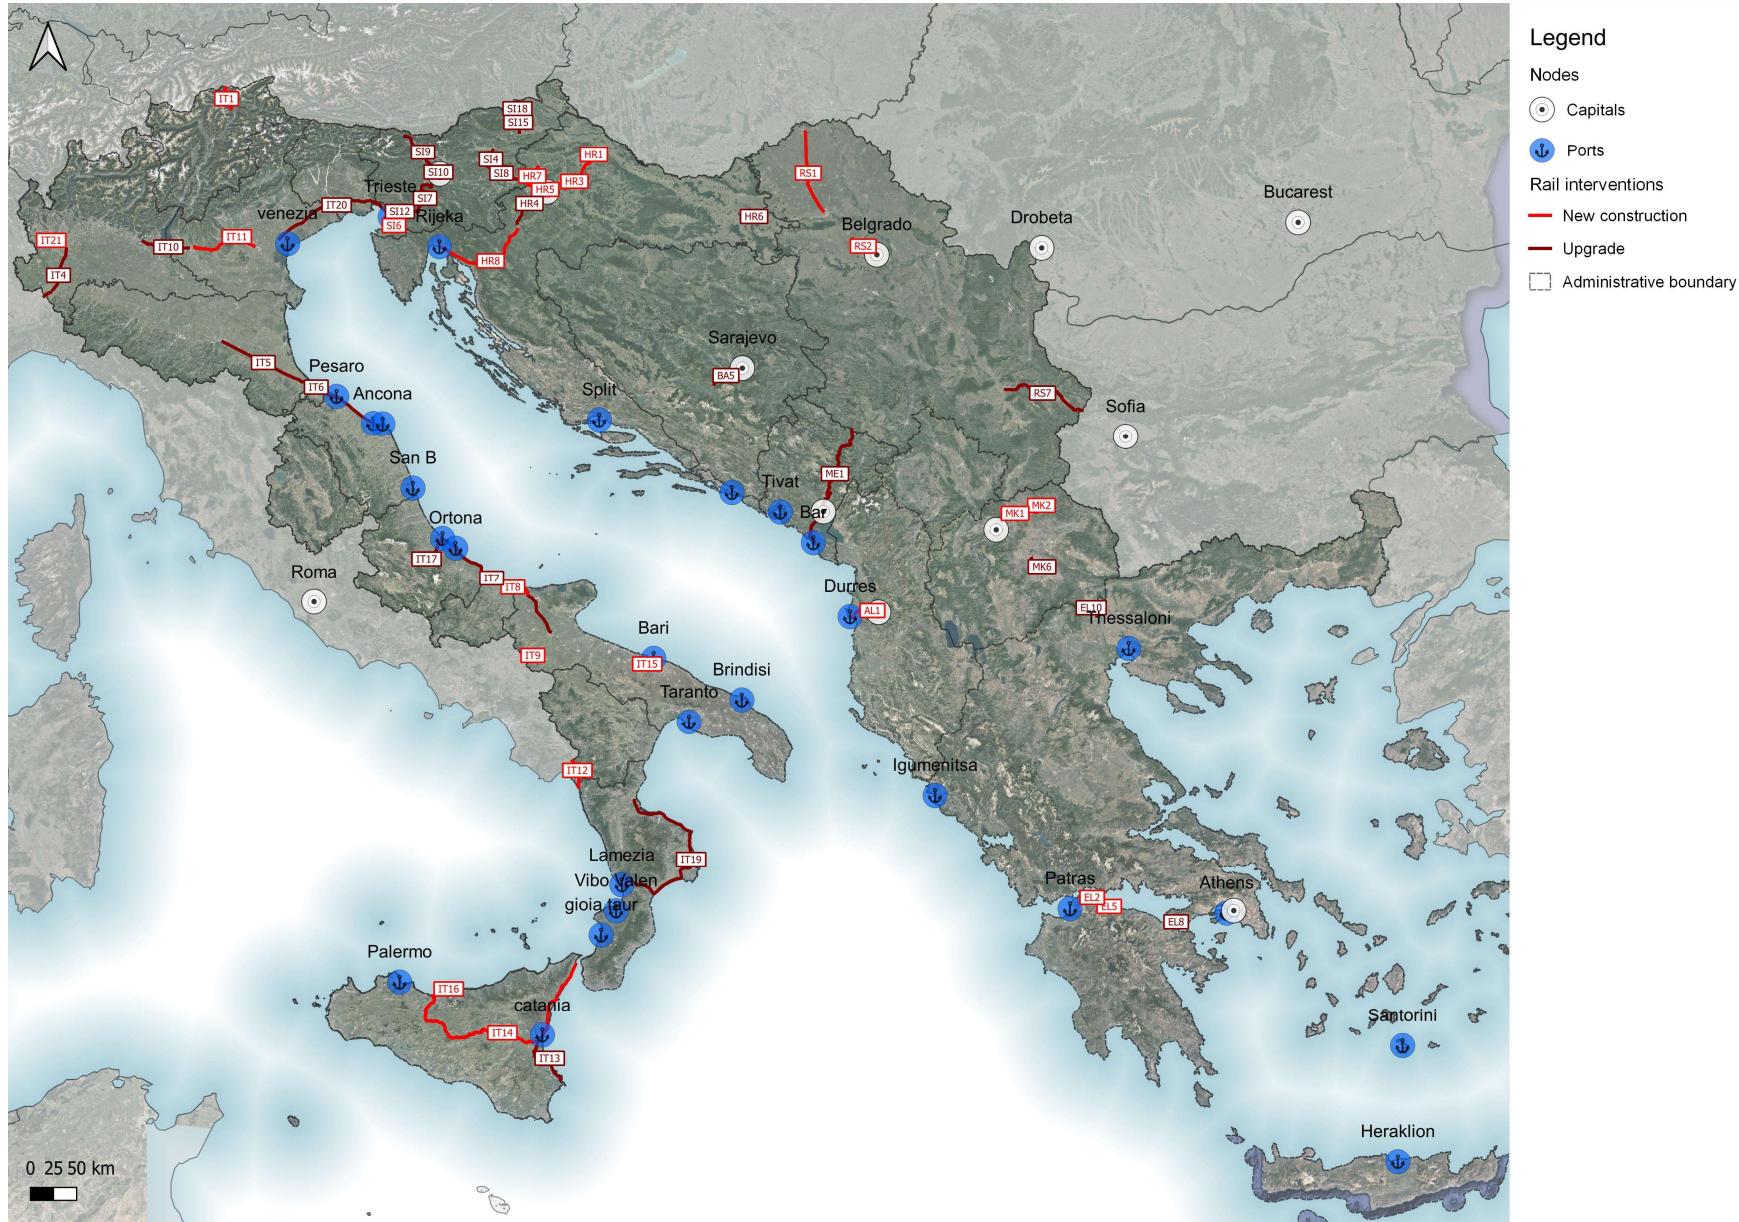 Legend
Nodes
Capitals
Ports
Rail interventions
New construction
Upgrade
Administrative boundary
IT1
SI18
SI15
SI9
SI4
HR1
SI10
SI8
HR7
HR3
RS1
Trieste
HR5
Bucarest
SI7
HR4
venezia
IT20
SI12
Rijeka
HR6
Drobeta
SI6
Belgrado
IT21
IT10
IT11
RS2
HR8
IT4
Sarajevo
IT5
Pesaro
BA5
IT6
Ancona
Split
RS7
Sofia
San B
ME1
Tivat
Bar
MK2
MK1
Ortona
IT17
MK6
Roma
IT7
IT8
Durres
AL1
EL10
Thessaloni
Bari
IT9
IT15
Brindisi
Taranto
IT12
Igumenitsa
Lamezia
IT19
Vibo Valen
gioia taur
Patras
EL2
EL5
Athens
EL8
Palermo
IT16
catania
IT14
IT13
Santorini
Heraklion
0 25 50 km